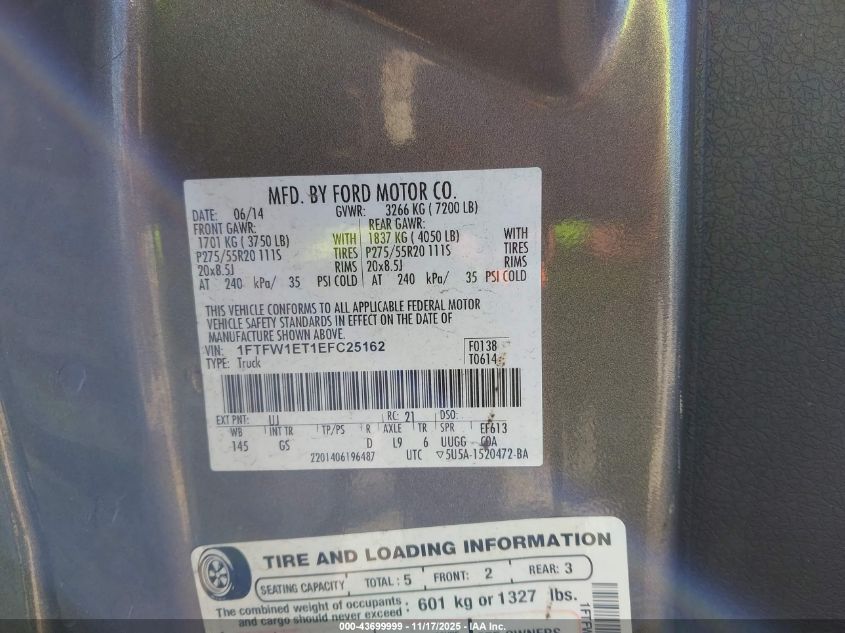 MFD. BY FORD MOTOR CO.
DATE: 06/14 GVWR: 3266 KG ( 7200 LB)
FRONT GAWR: REAR GAWR:
1701 KG ( 3750 LB) WITH 1837 KG ( 4050 LB) WITH
P275/55R20 111S TIRES P275/55R20 111S TIRES
20x8.5J RIMS 20x8.5J RIMS
AT 240 kPa/ 35 PSI COLD AT 240 kPa/ 35 PSI COLD
THIS VEHICLE CONFORMS TO ALL APPLICABLE FEDERAL MOTOR
VEHICLE SAFETY STANDARDS IN EFFECT ON THE DATE OF
MANUFACTURE SHOWN ABOVE.
VIN: 1FTFW1ET1EFC25162 F0138
TYPE: Truck T0614
EXT PNT: UJ RC: 21 DSO:
WB INT TR TP/PS R AXLE TR SPR EF613
145 GS D L9 6 UUGG
2201406196487 UTC ▽5U5A-1520472-BA
TIRE AND LOADING INFORMATION
SEATING CAPACITY TOTAL : 5 FRONT: 2 REAR: 3
The combined weight of occupants
and cargo should never exceed : 601 kg or 1327 lbs.
OWNERS
1FTFW
000-43699999 — 11/17/2025 — IAA Inc.